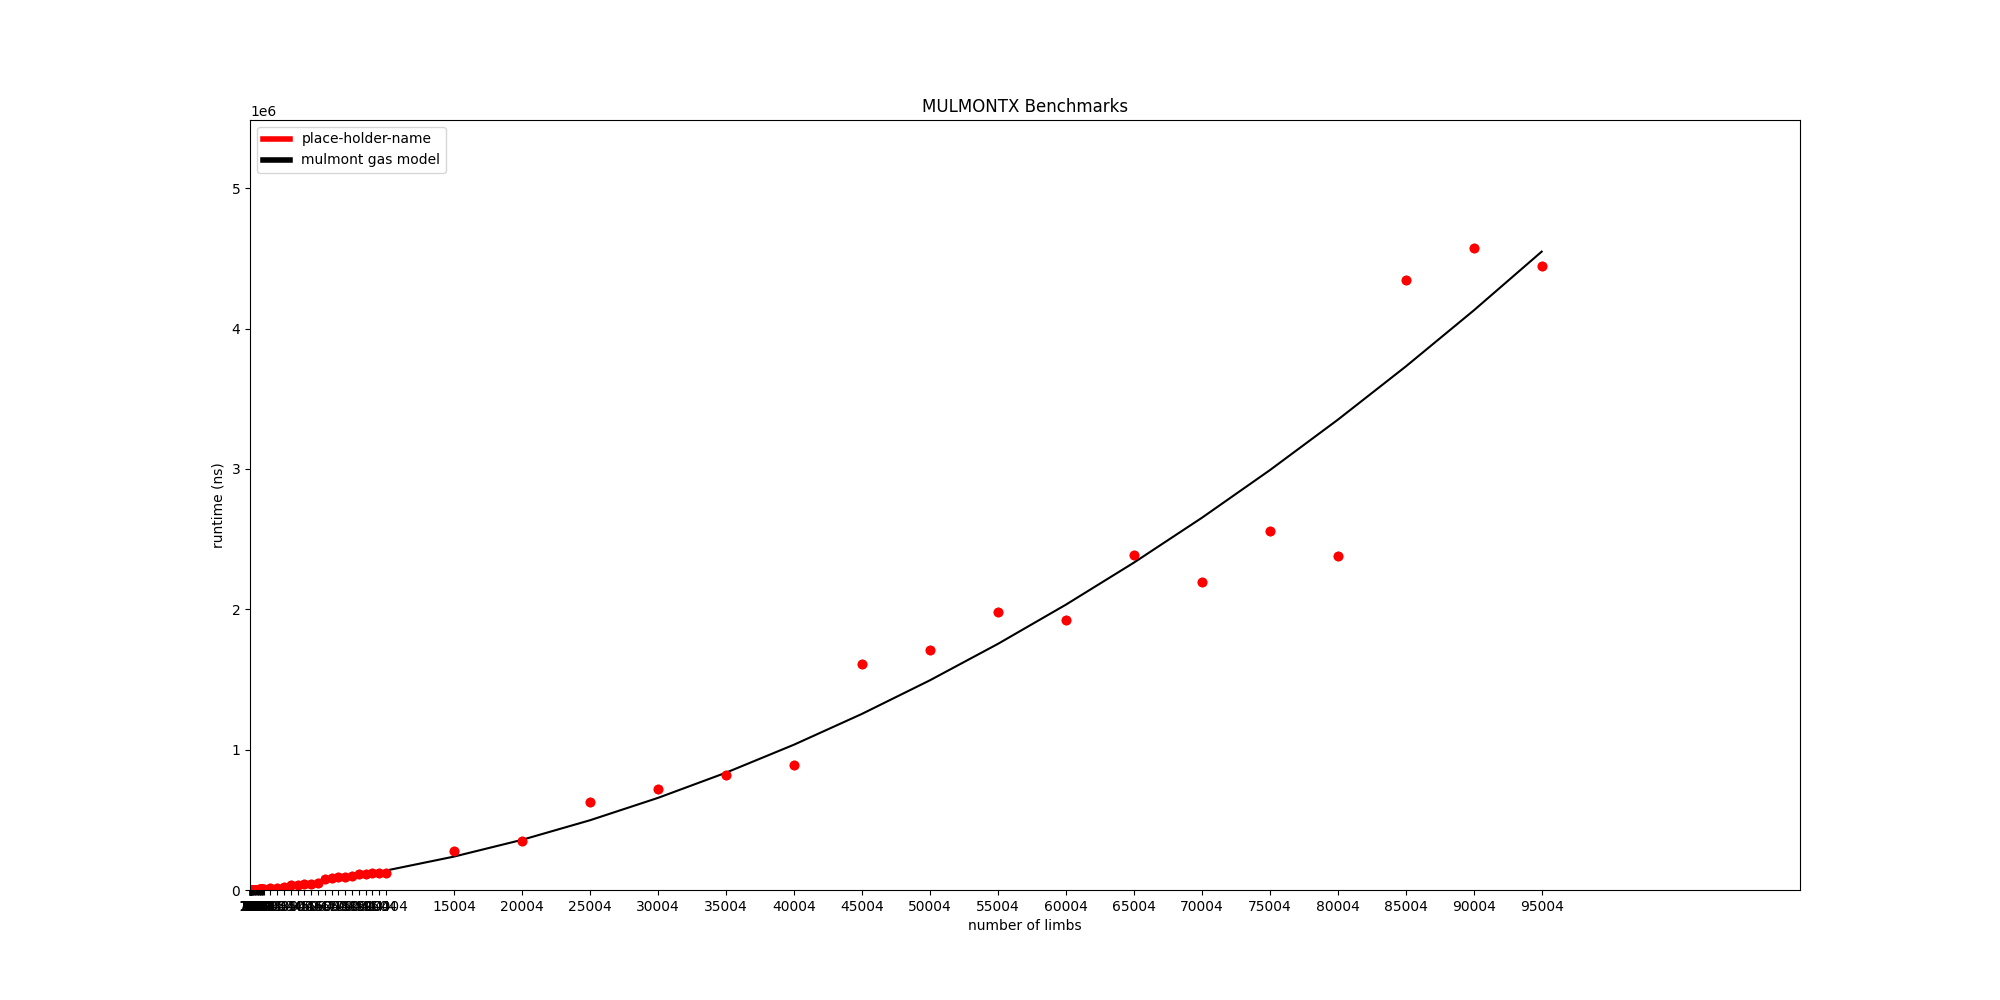 MULMONTX Benchmarks
1e6
place-holder-name
mulmont gas model
5
4
3
2
1
0
runtime (ns)
15004 20004 25004 30004 35004 40004 45004 50004 55004 60004 65004 70004 75004 80004 85004 90004 95004
number of limbs